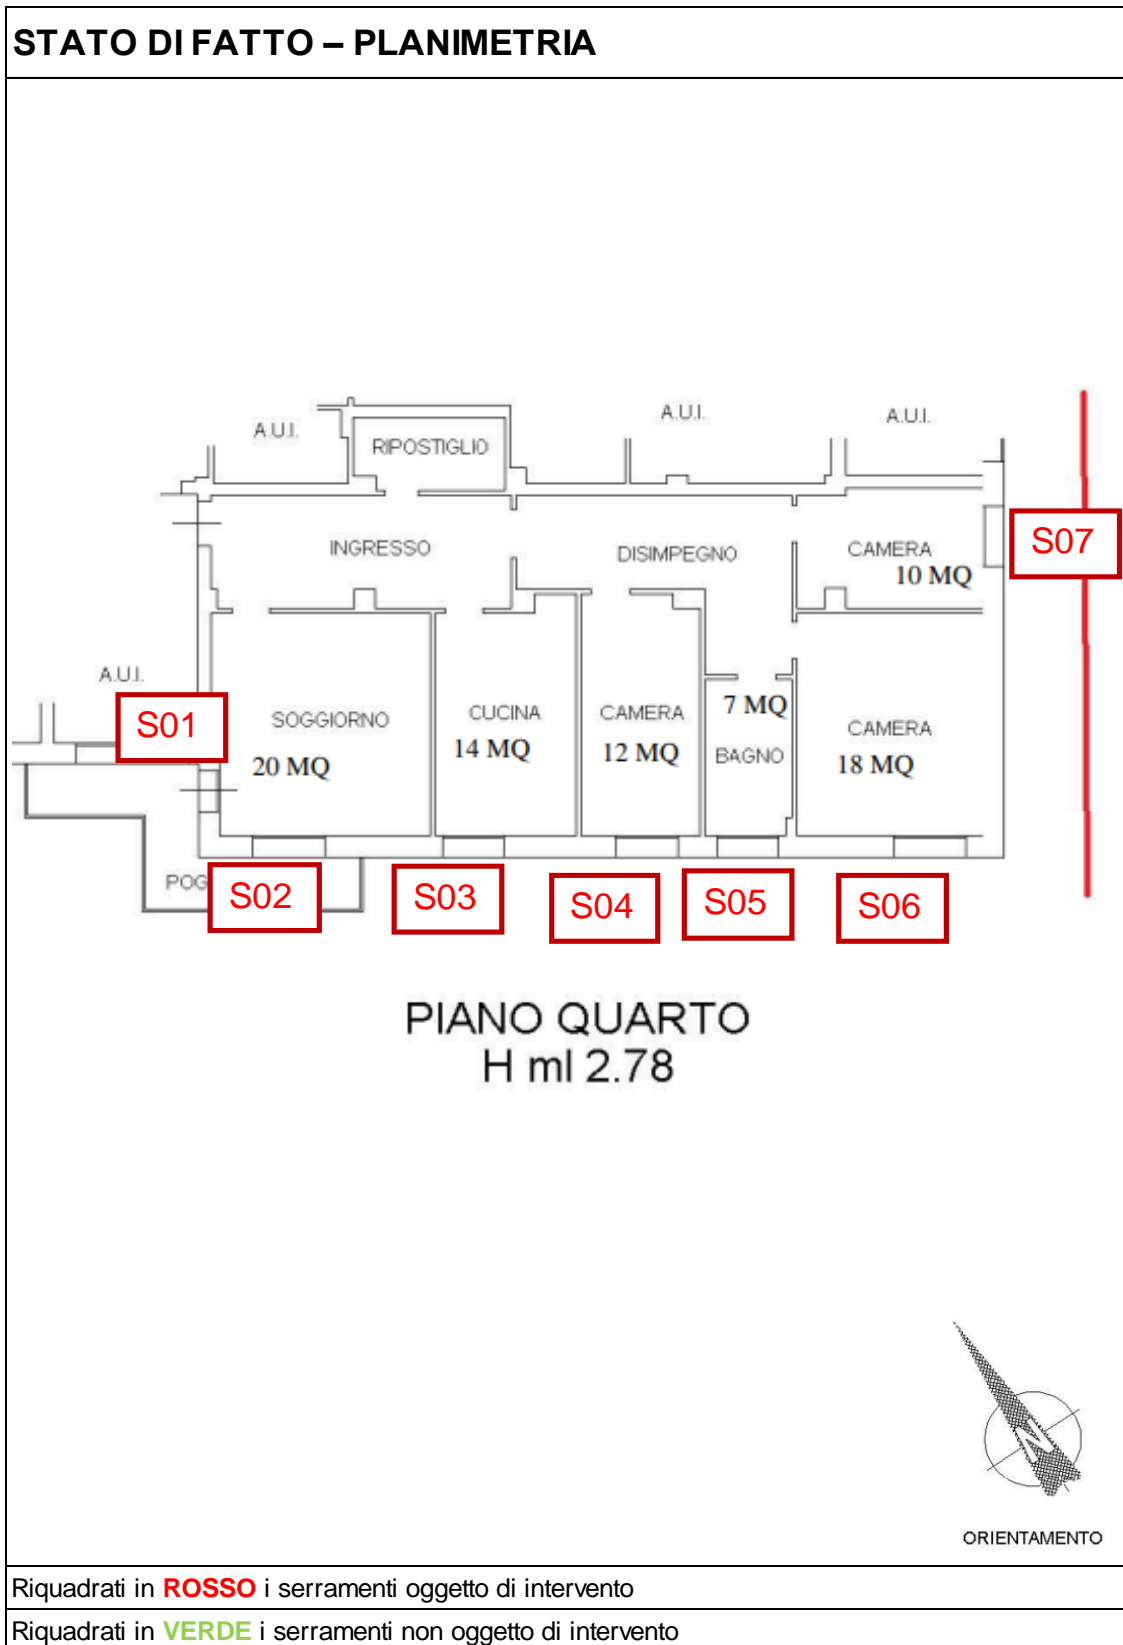 STATO DI FATTO – PLANIMETRIA
A.U.I.
RIPOSTIGLIO
A.U.I.
A.U.I.
INGRESSO
DISIMPEGNO
CAMERA
10 MQ
S07
A.U.I.
S01
SOGGIORNO
20 MQ
CUCINA
14 MQ
CAMERA
12 MQ
7 MQ
BAGNO
CAMERA
18 MQ
POG
S02
S03
S04
S05
S06
PIANO QUARTO
H ml 2.78
N
ORIENTAMENTO
Riquadrati in ROSSO i serramenti oggetto di intervento
Riquadrati in VERDE i serramenti non oggetto di intervento